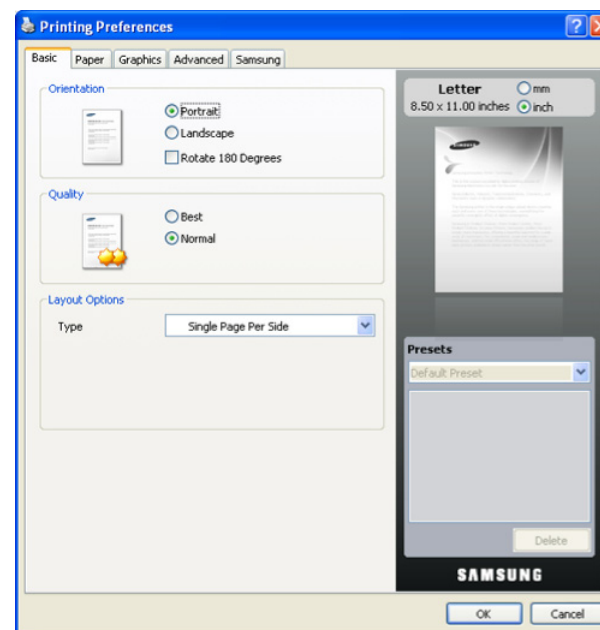 Printing Preferences
Basic Paper Graphics Advanced Samsung
Orientation
Portrait
Landscape
Rotate 180 Degrees
Quality
Best
Normal
Layout Options
Type Single Page Per Side
Letter mm
8.50 x 11.00 inches inch
SAMSUNG
Presets
Default Preset
Delete
SAMSUNG
OK Cancel